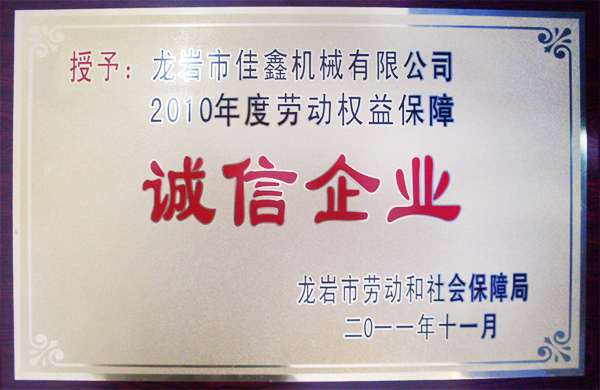 授予：龙岩市佳鑫机械有限公司
2010年度劳动权益保障
诚信企业
龙岩市劳动和社会保障局
二〇一一年十一月